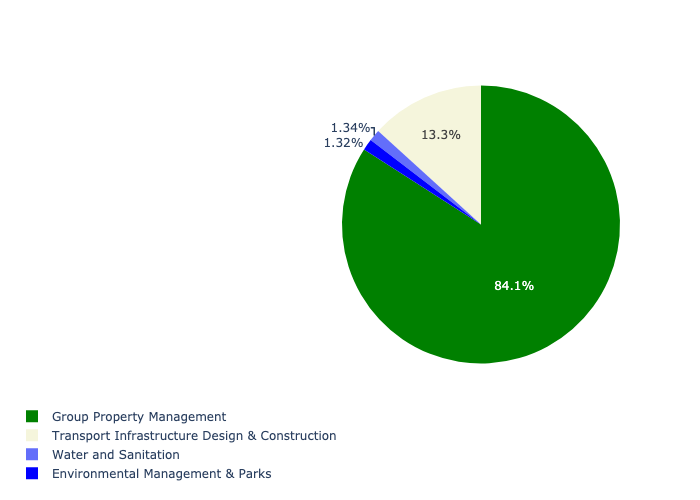 1.34%
13.3%
1.32%
84.1%
Group Property Management
Transport Infrastructure Design & Construction
Water and Sanitation
Environmental Management & Parks